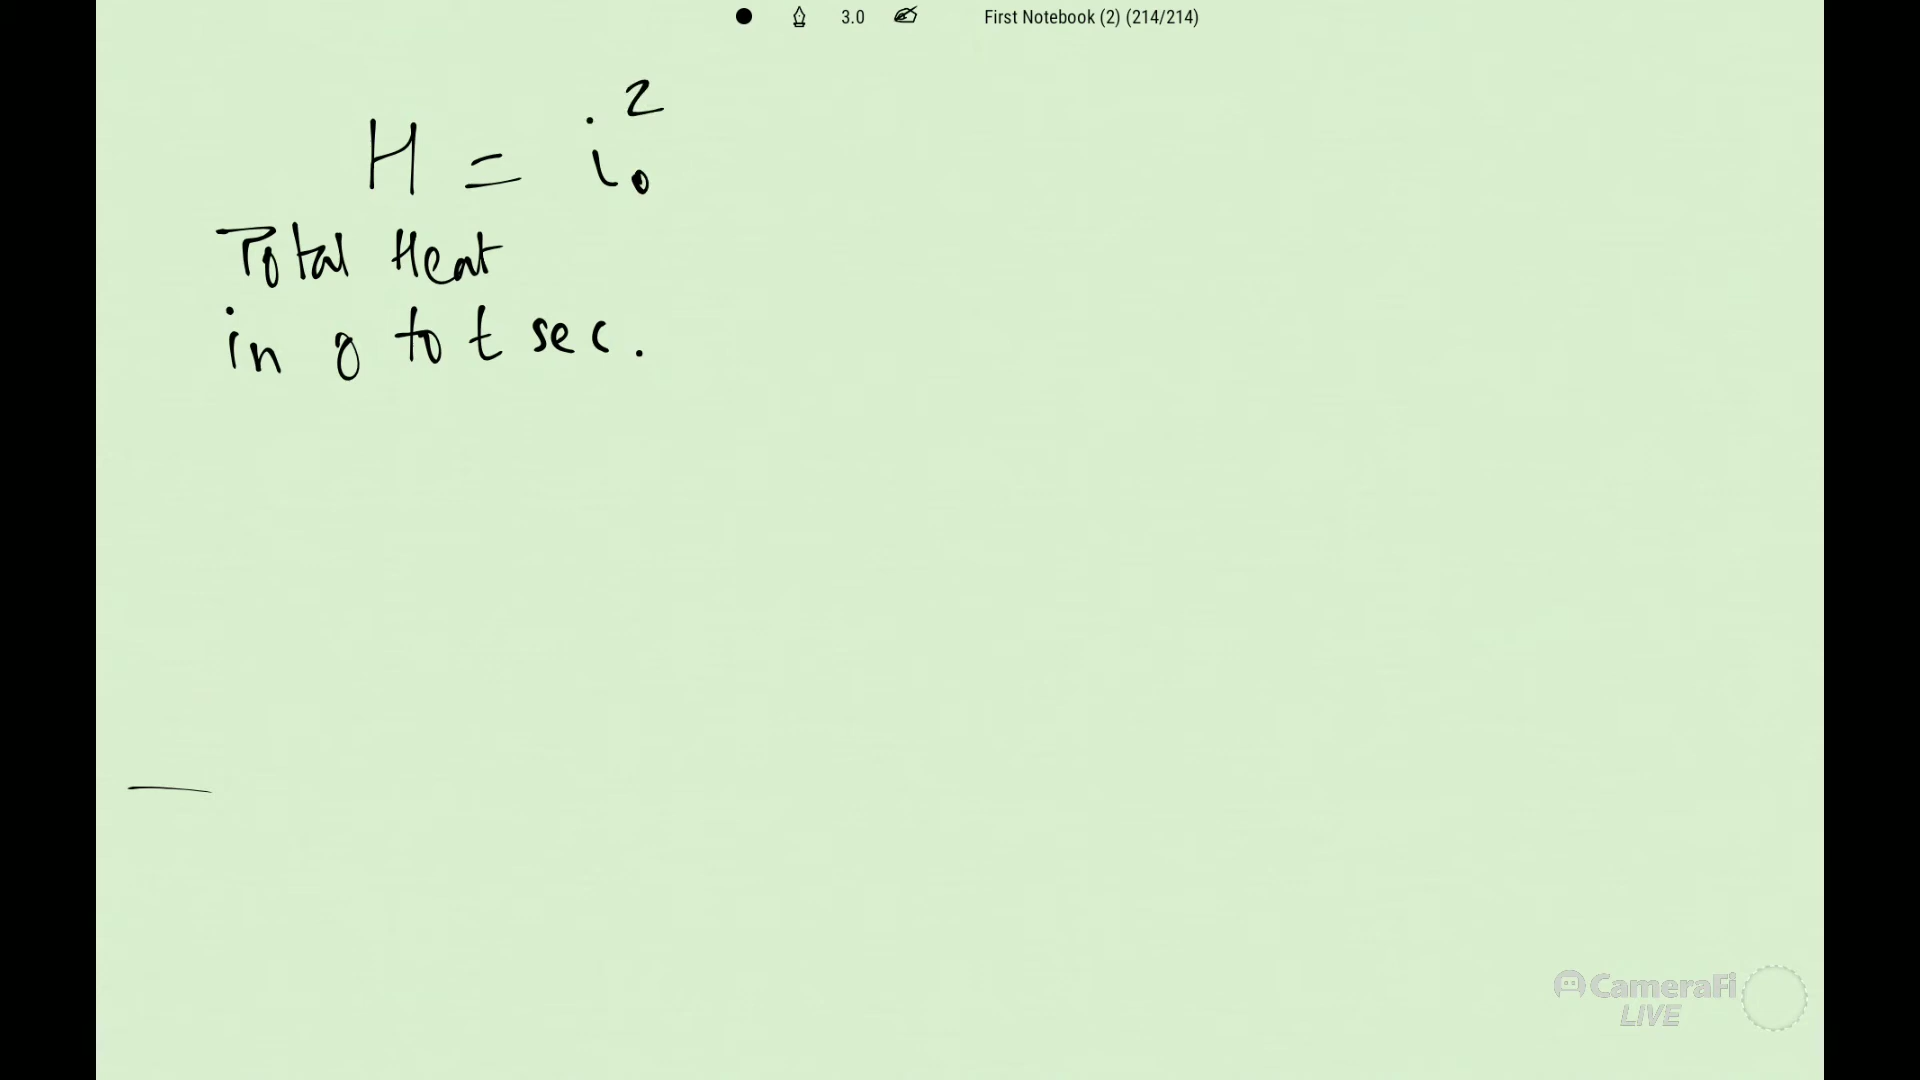 3.0 First Notebook (2) (214/214)
H = i₀²
Total Heat
in 0 to t sec.
CameraFi
LIVE